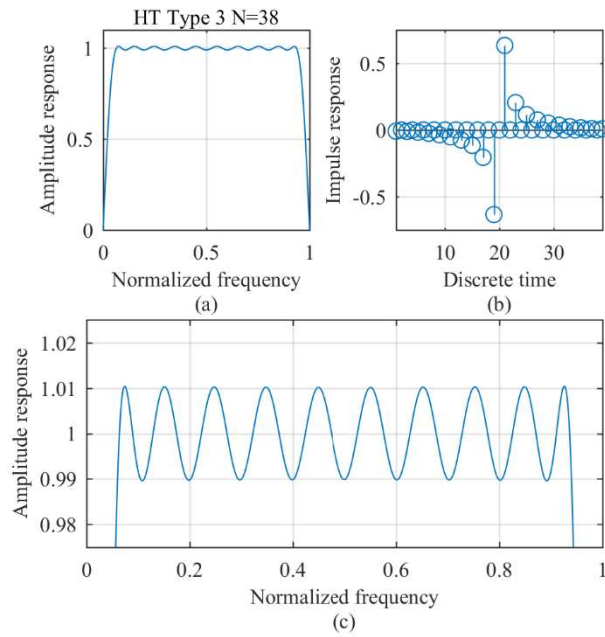 HT Type 3 N=38
Amplitude response
1
0.5
0
0
0.5
1
Normalized frequency
(a)
Impulse response
0.5
0
-0.5
10
20
30
Discrete time
(b)
Amplitude response
1.02
1.01
1
0.99
0.98
0
0.2
0.4
0.6
0.8
1
Normalized frequency
(c)